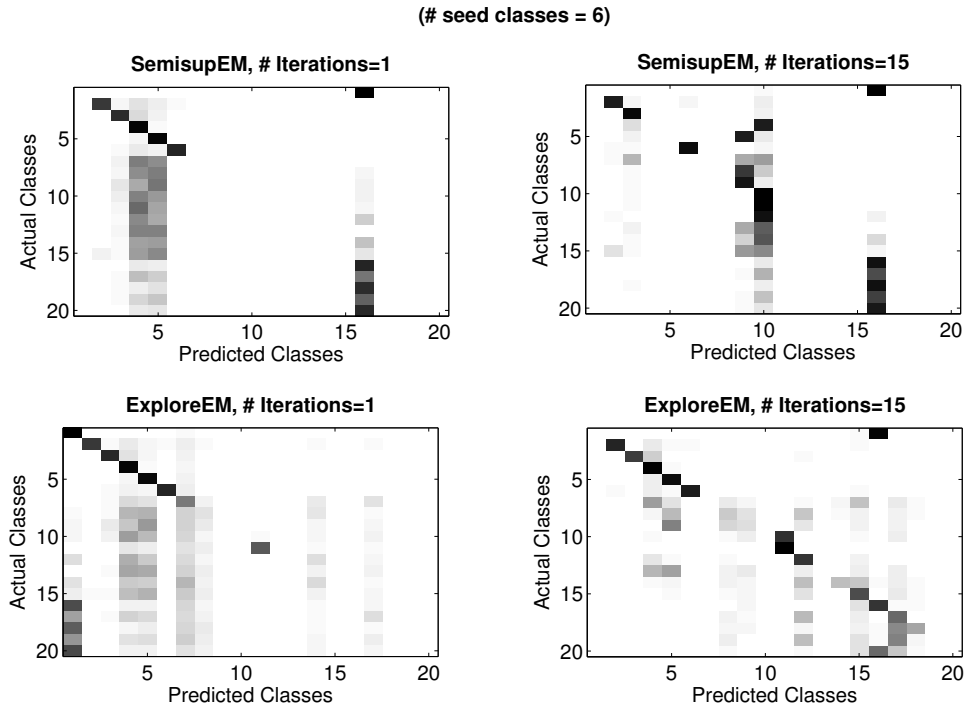 (# seed classes = 6)
SemisupEM, # Iterations=1
5
10
15
20
Actual Classes
5
10
15
20
Predicted Classes
SemisupEM, # Iterations=15
5
10
15
20
Actual Classes
5
10
15
20
Predicted Classes
ExploreEM, # Iterations=1
5
10
15
20
Actual Classes
5
10
15
20
Predicted Classes
ExploreEM, # Iterations=15
5
10
15
20
Actual Classes
5
10
15
20
Predicted Classes